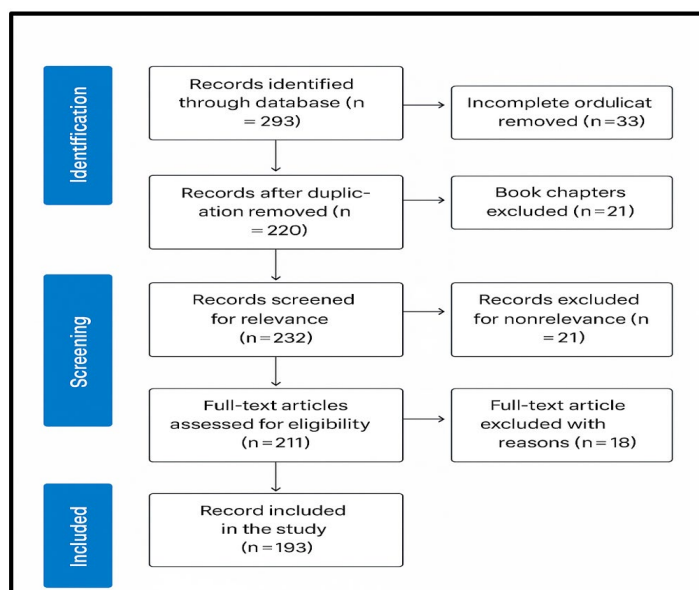 Identification
Records identified
through database (n
= 293)
Incomplete ordulicat
removed (n=33)
Records after duplic-
ation removed (n
= 220)
Book chapters
excluded (n=21)
Screening
Records screened
for relevance
(n=232)
Records excluded
for nonrelevance (n
= 21)
Full-text articles
assessed for eligibility
(n=211)
Full-text article
excluded with
reasons (n=18)
Included
Record included
in the study
(n=193)